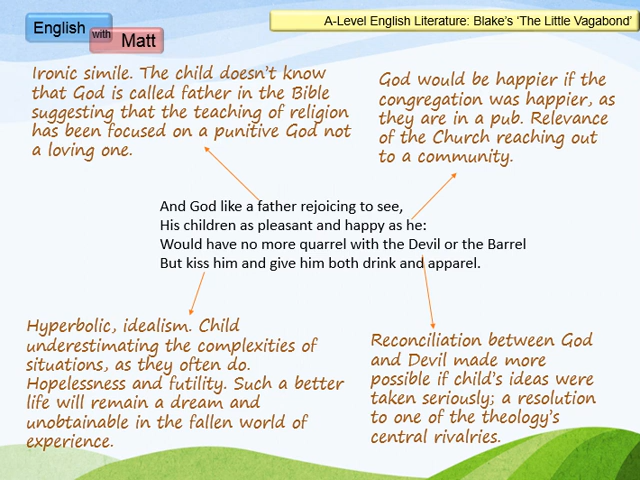 English
with
Matt
A-Level English Literature: Blake's 'The Little Vagabond'
Ironic simile. The child doesn't know
that God is called father in the Bible
suggesting that the teaching of religion
has been focused on a punitive God not
a loving one.
God would be happier if the
congregation was happier, as
they are in a pub. Relevance
of the Church reaching out
to a community.
And God like a father rejoicing to see,
His children as pleasant and happy as he:
Would have no more quarrel with the Devil or the Barrel
But kiss him and give him both drink and apparel.
Hyperbolic, idealism. Child
underestimating the complexities of
situations, as they often do.
Hopelessness and futility. Such a better
life will remain a dream and
unobtainable in the fallen world of
experience.
Reconciliation between God
and Devil made more
possible if child's ideas were
taken seriously; a resolution
to one of the theology's
central rivalries.